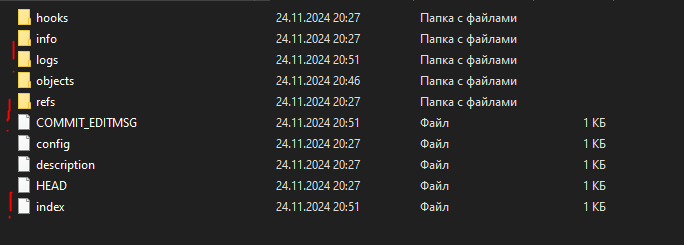 hooks 24.11.2024 20:27 Папка с файлами
info 24.11.2024 20:27 Папка с файлами
logs 24.11.2024 20:51 Папка с файлами
objects 24.11.2024 20:46 Папка с файлами
refs 24.11.2024 20:27 Папка с файлами
COMMIT_EDITMSG 24.11.2024 20:51 Файл 1 КБ
config 24.11.2024 20:27 Файл 1 КБ
description 24.11.2024 20:27 Файл 1 КБ
HEAD 24.11.2024 20:27 Файл 1 КБ
index 24.11.2024 20:51 Файл 1 КБ